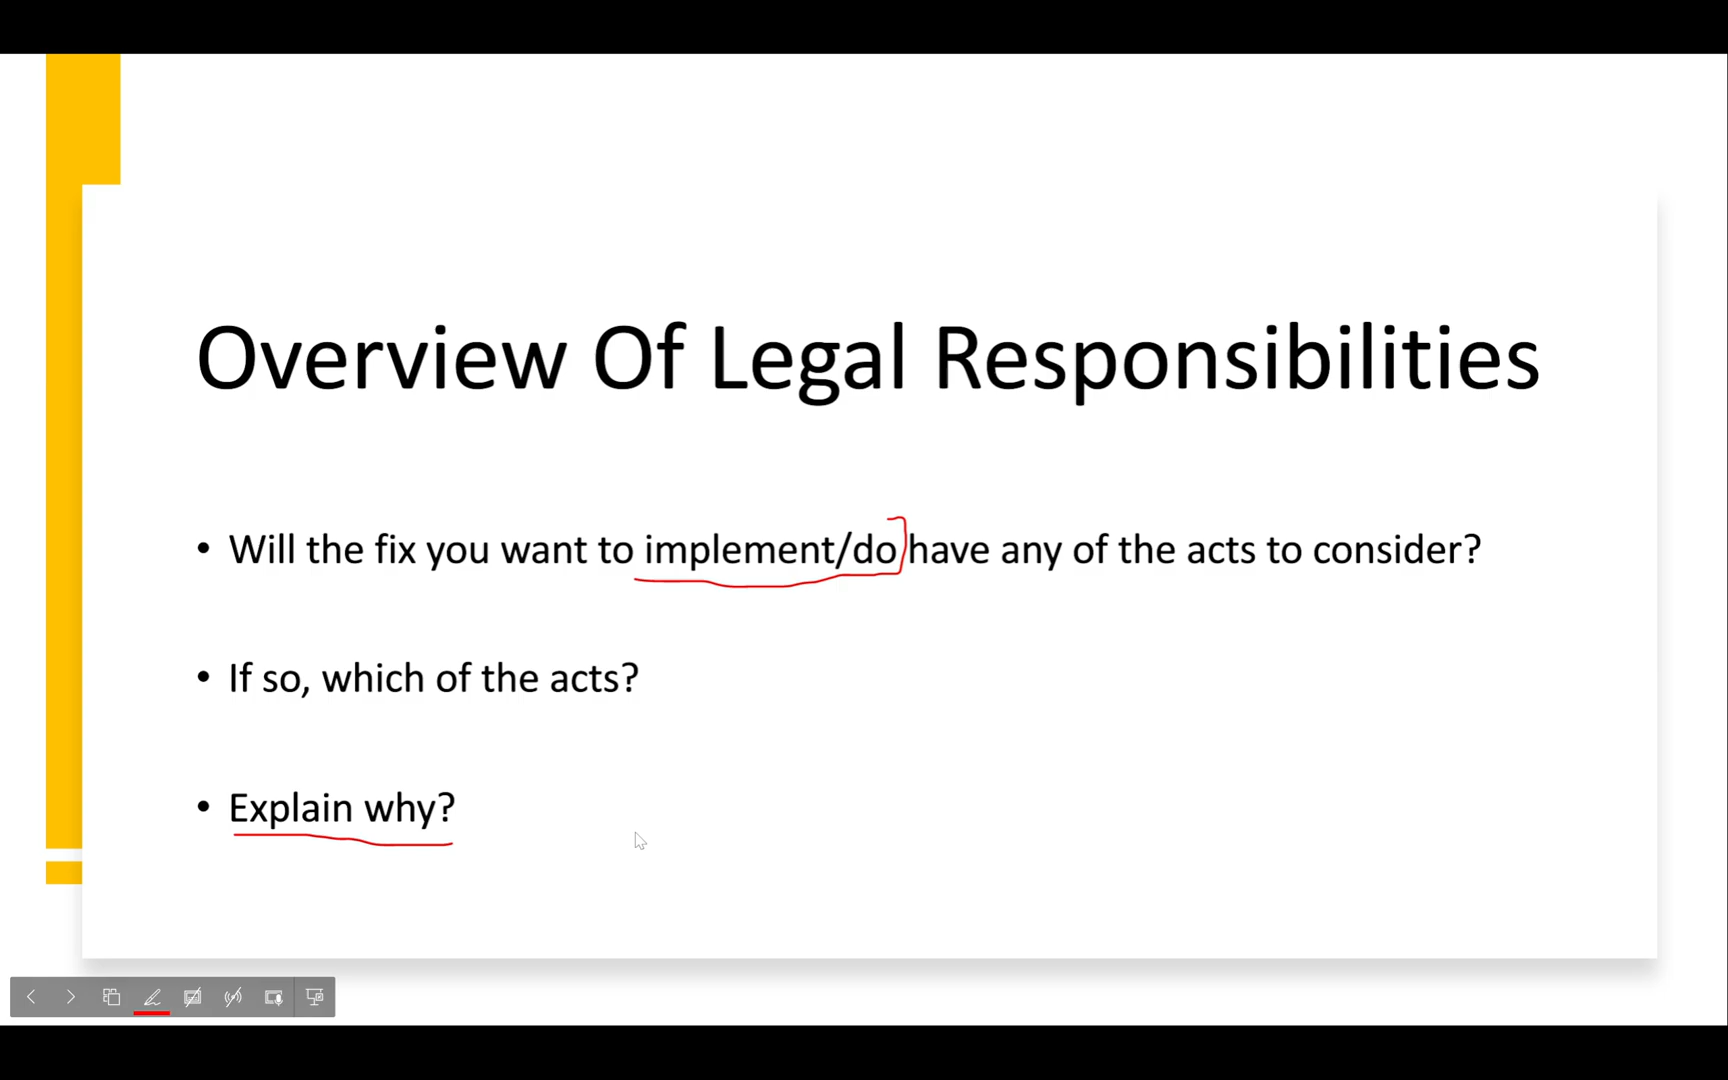 Overview Of Legal Responsibilities
• Will the fix you want to implement/do have any of the acts to consider?
• If so, which of the acts?
• Explain why?